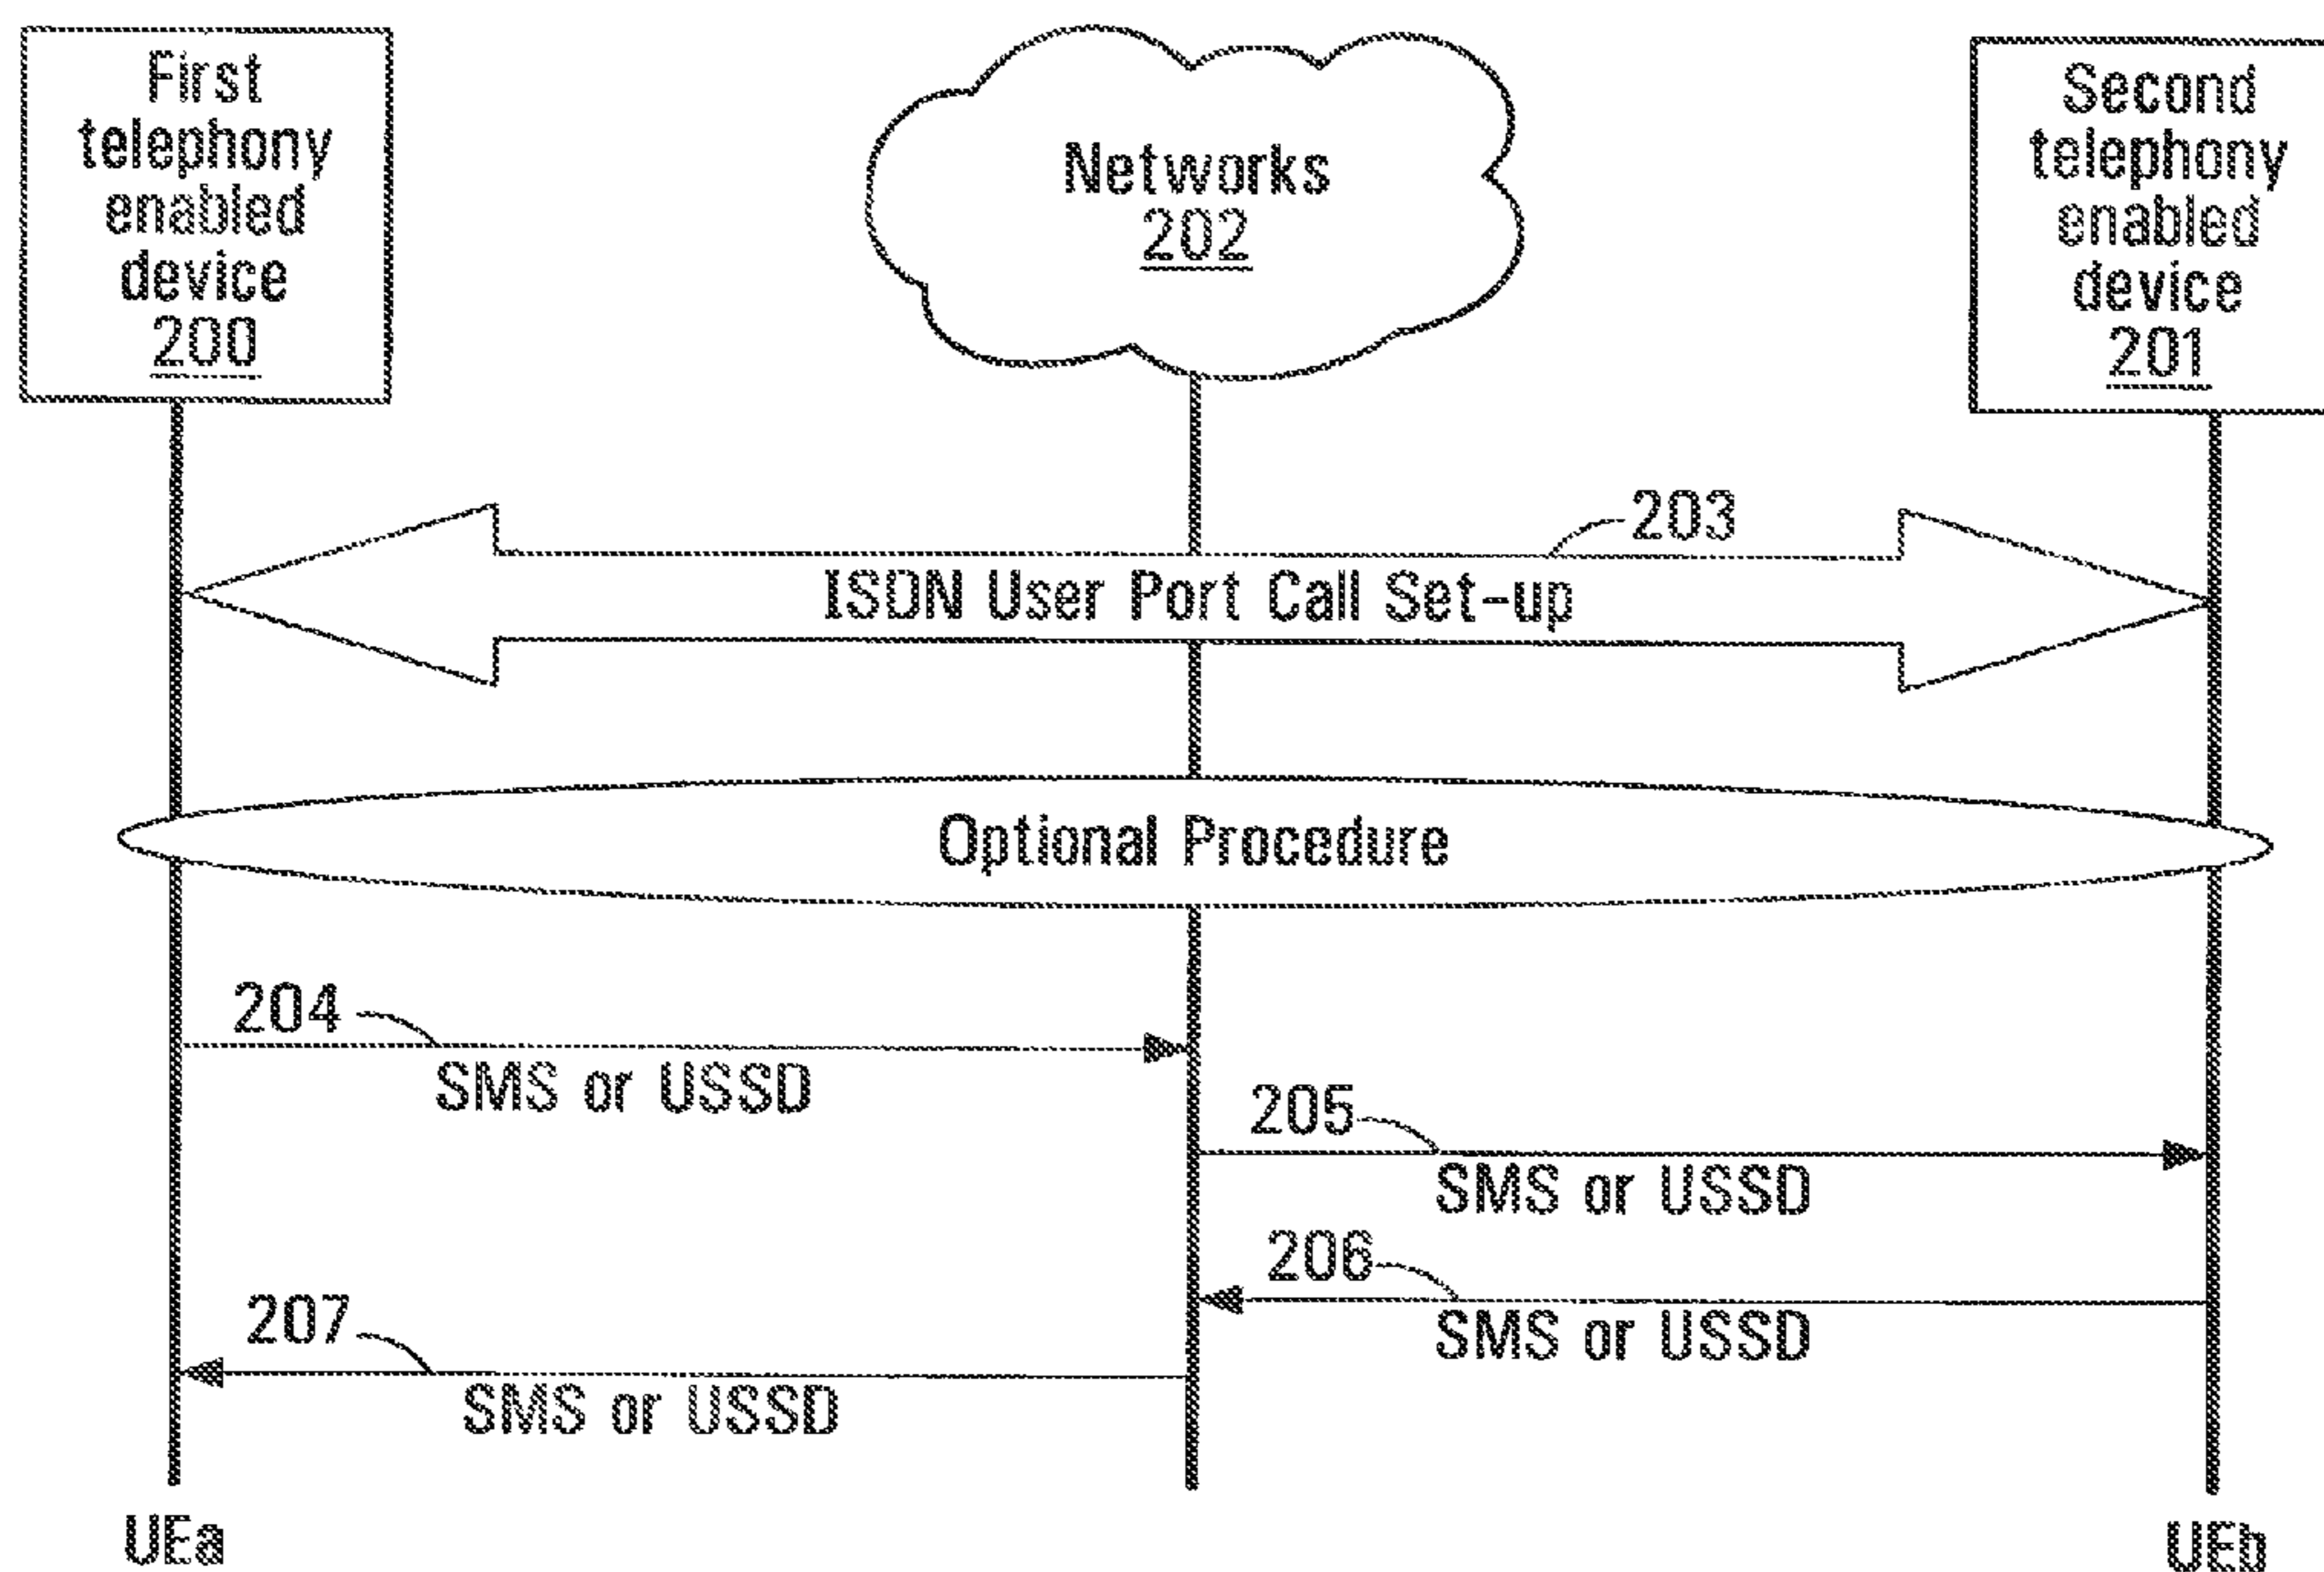 First
telephony
enabled
device
200
Networks
202
Second
telephony
enabled
device
201
203
ISDN User Port Call Set-up
Optional Procedure
204
SMS or USSD
205
SMS or USSD
206
SMS or USSD
207
SMS or USSD
UEa
UEb